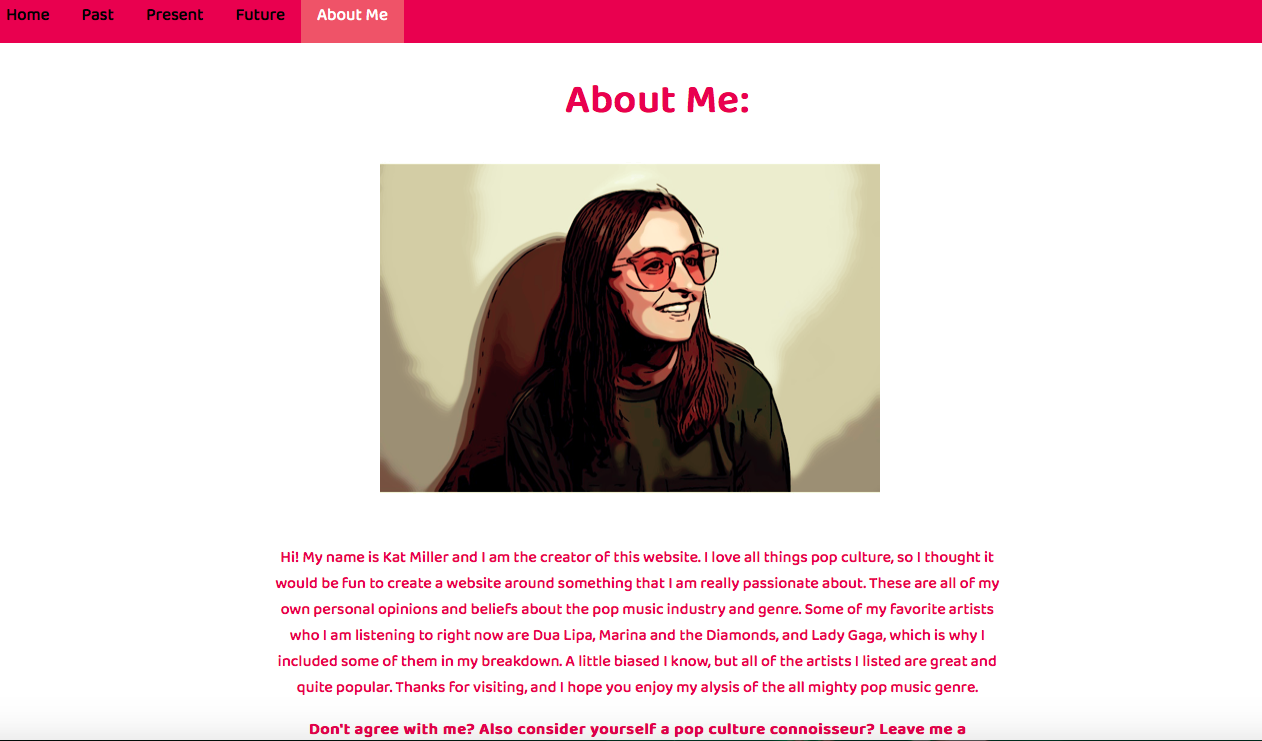 Home Past Present Future About Me
About Me:
Hi! My name is Kat Miller and I am the creator of this website. I love all things pop culture, so I thought it
would be fun to create a website around something that I am really passionate about. These are all of my
own personal opinions and beliefs about the pop music industry and genre. Some of my favorite artists
who I am listening to right now are Dua Lipa, Marina and the Diamonds, and Lady Gaga, which is why I
included some of them in my breakdown. A little biased I know, but all of the artists I listed are great and
quite popular. Thanks for visiting, and I hope you enjoy my alysis of the all mighty pop music genre.
Don't agree with me? Also consider yourself a pop culture connoisseur? Leave me a